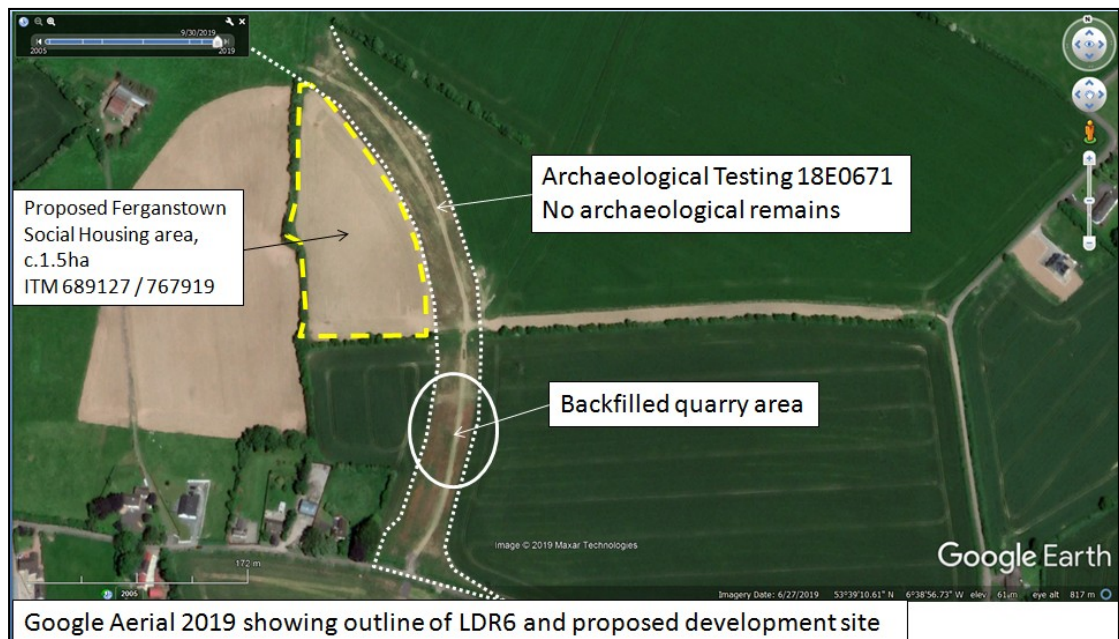 9/30/2019
2005
2019
N
Archaeological Testing 18E0671
No archaeological remains
Proposed Ferganstown
Social Housing area,
c.1.5ha
ITM 689127 / 767919
Backfilled quarry area
Image © 2019 Maxar Technologies
Google Earth
172 m
2005
Imagery Date: 6/27/2019 53°39'10.61" N 6°38'56.73" W elev 61 m eye alt 817 m
Google Aerial 2019 showing outline of LDR6 and proposed development site